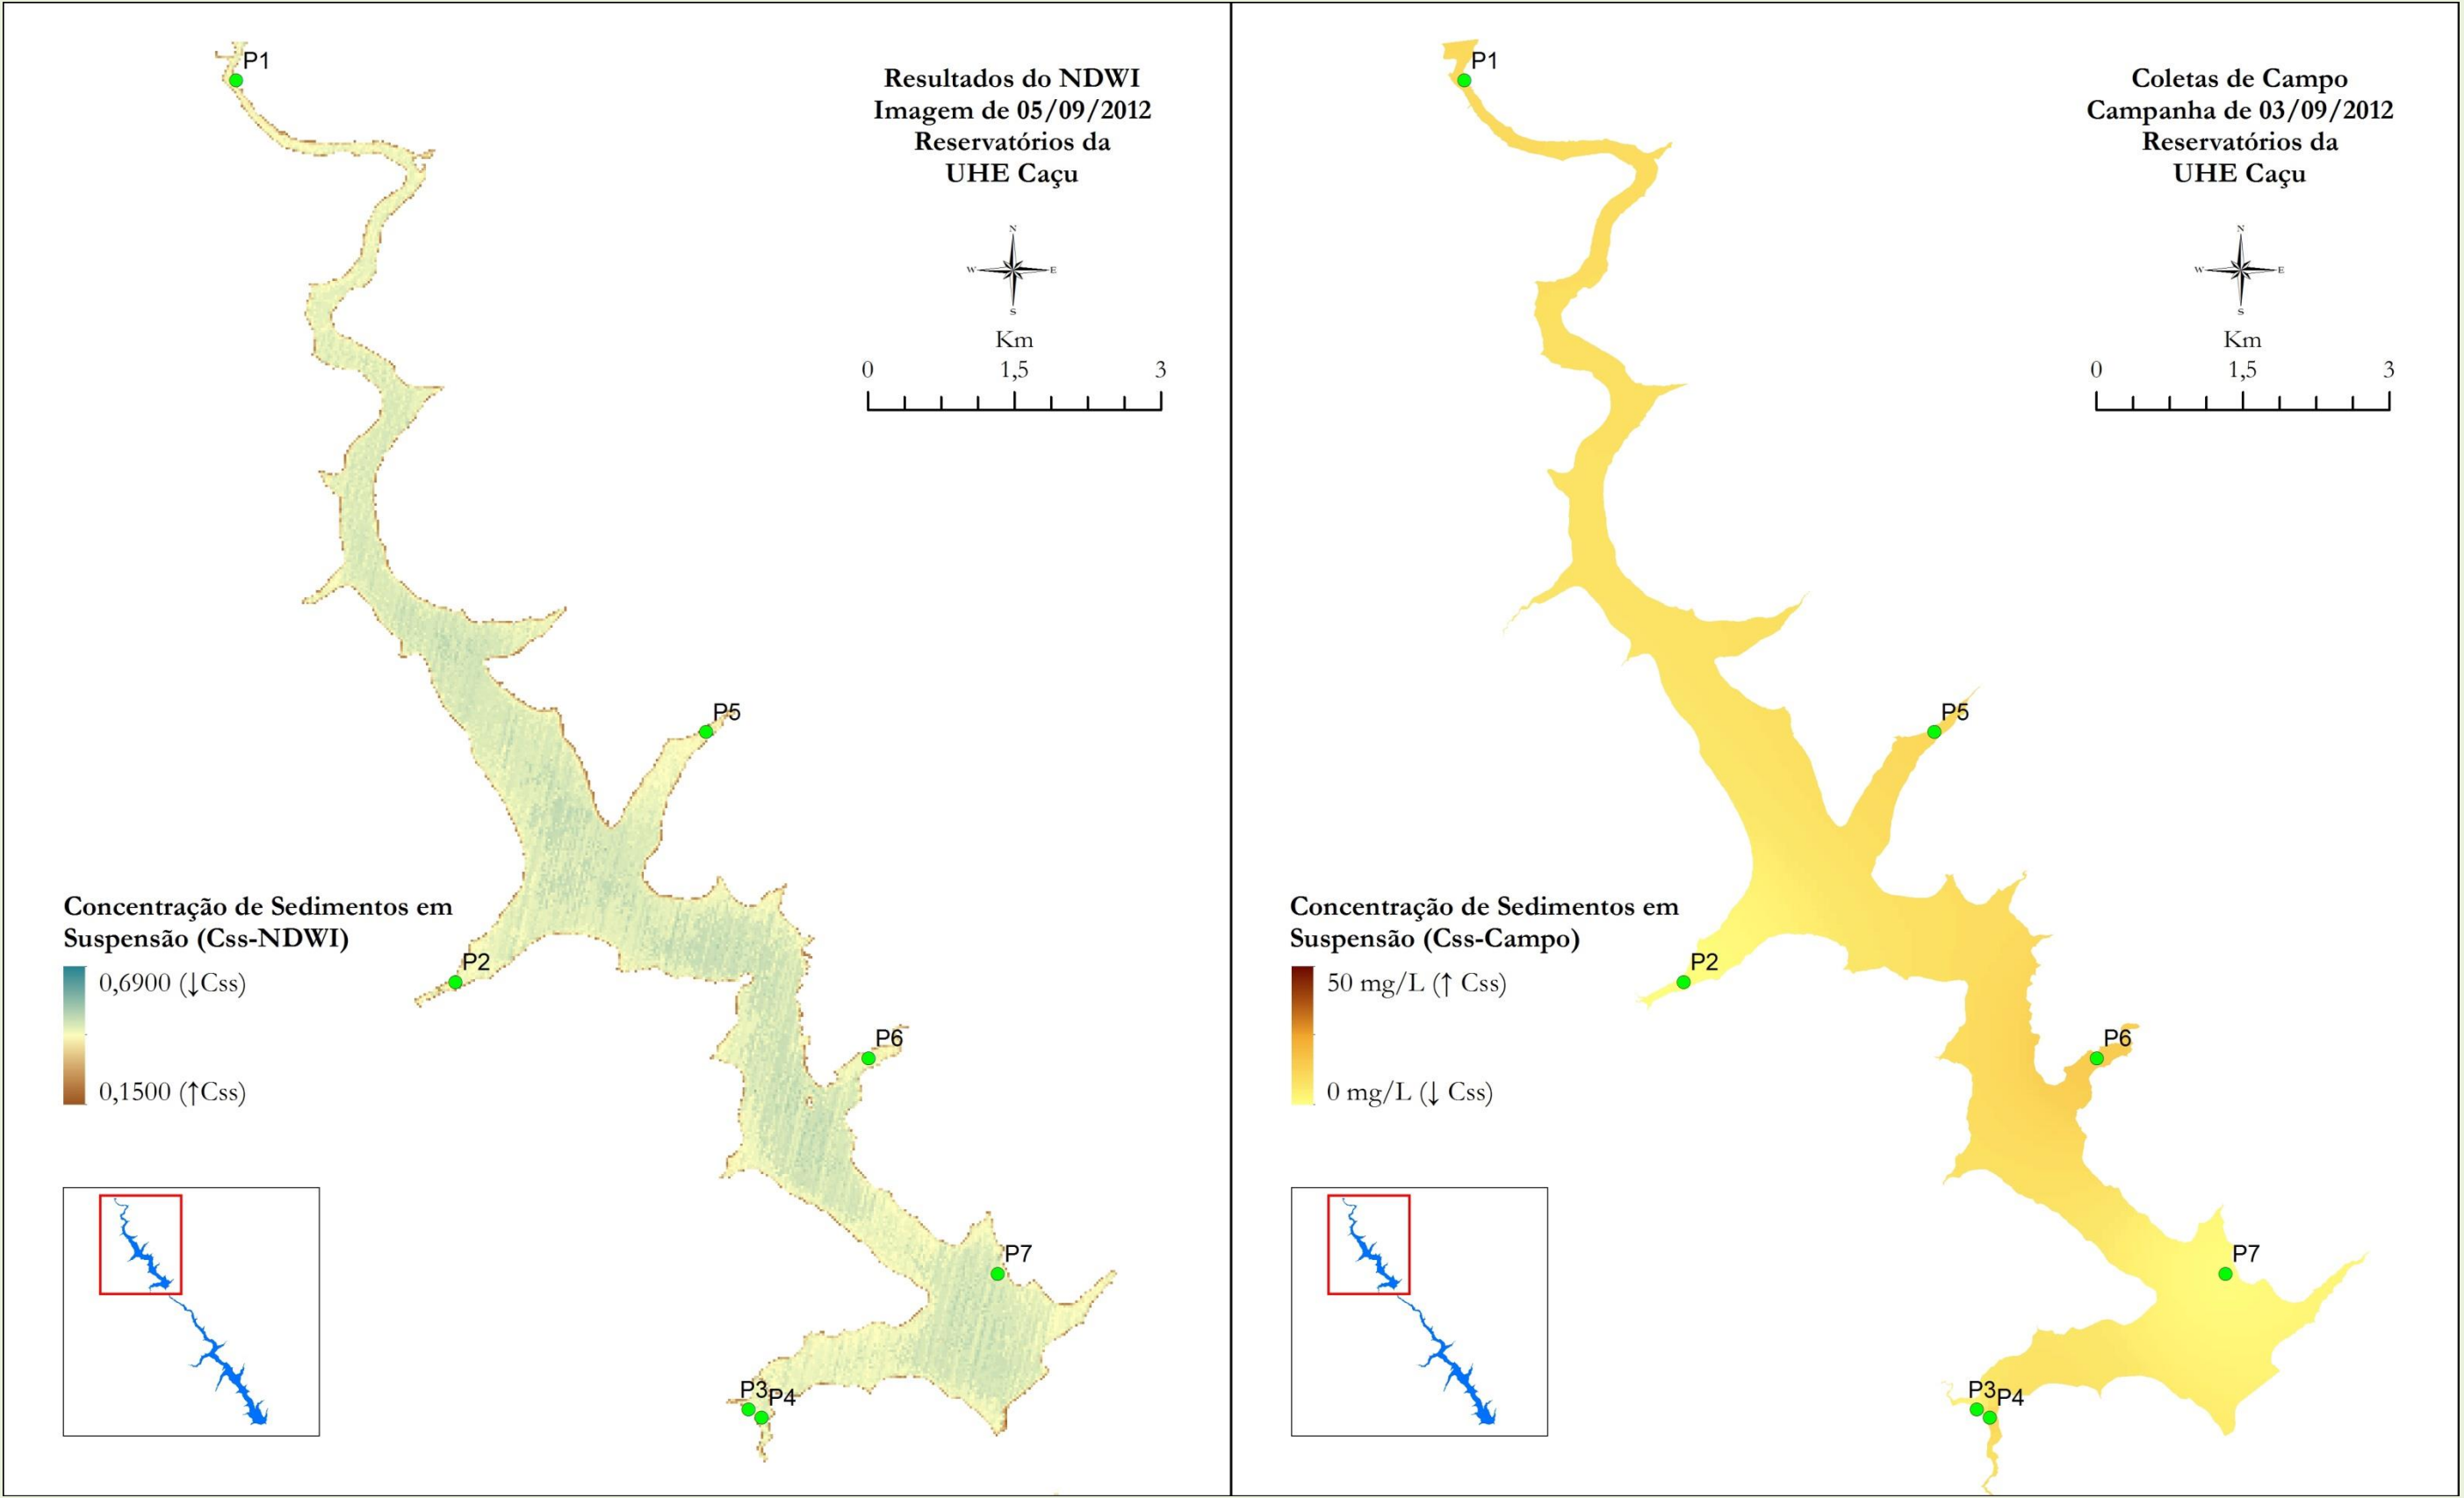 Resultados do NDWI
Imagem de 05/09/2012
Reservatórios da
UHE Caçu
N
W
E
S
Km
0
1,5
3
P1
P5
P2
P6
P7
P3
P4
Concentração de Sedimentos em
Suspensão (Css-NDWI)
0,6900 (↓Css)
0,1500 (↑Css)
Coletas de Campo
Campanha de 03/09/2012
Reservatórios da
UHE Caçu
N
W
E
S
Km
0
1,5
3
P1
P5
P2
P6
P7
P3
P4
Concentração de Sedimentos em
Suspensão (Css-Campo)
50 mg/L (↑ Css)
0 mg/L (↓ Css)